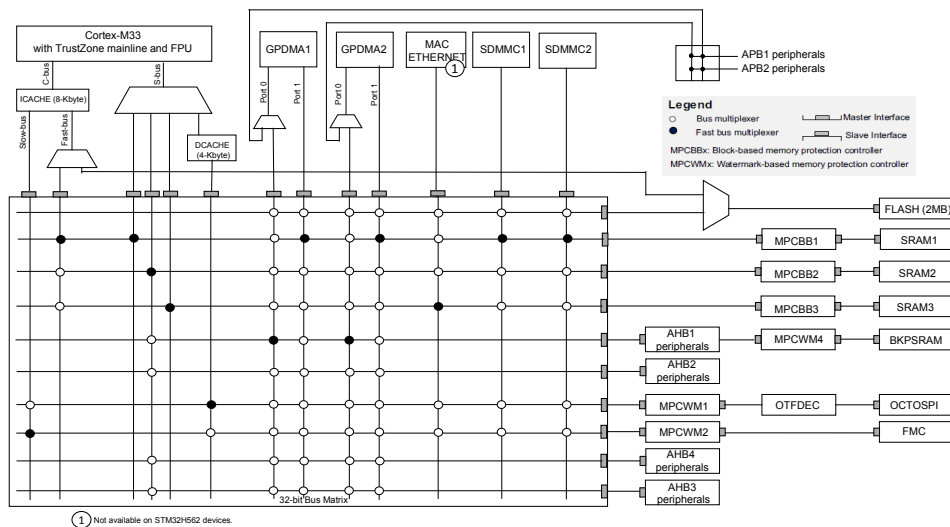 Cortex-M33
with TrustZone mainline and FPU
C-bus
S-bus
ICACHE (8-Kbyte)
Slow-bus
Fast-bus
DCACHE
(4-Kbyte)
GPDMA1
Port 0
Port 1
GPDMA2
Port 0
Port 1
MAC
ETHERNET
1
SDMMC1
SDMMC2
APB1 peripherals
APB2 peripherals
Legend
Bus multiplexer
Fast bus multiplexer
Master Interface
Slave Interface
MPCBBx: Block-based memory protection controller
MPCWMx: Watermark-based memory protection controller
FLASH (2MB)
MPCBB1
SRAM1
MPCBB2
SRAM2
MPCBB3
SRAM3
AHB1
peripherals
MPCWM4
BKPSRAM
AHB2
peripherals
MPCWM1
OTFDEC
OCTOSPI
MPCWM2
FMC
AHB4
peripherals
AHB3
peripherals
32-bit Bus Matrix
1 Not available on STM32H562 devices.